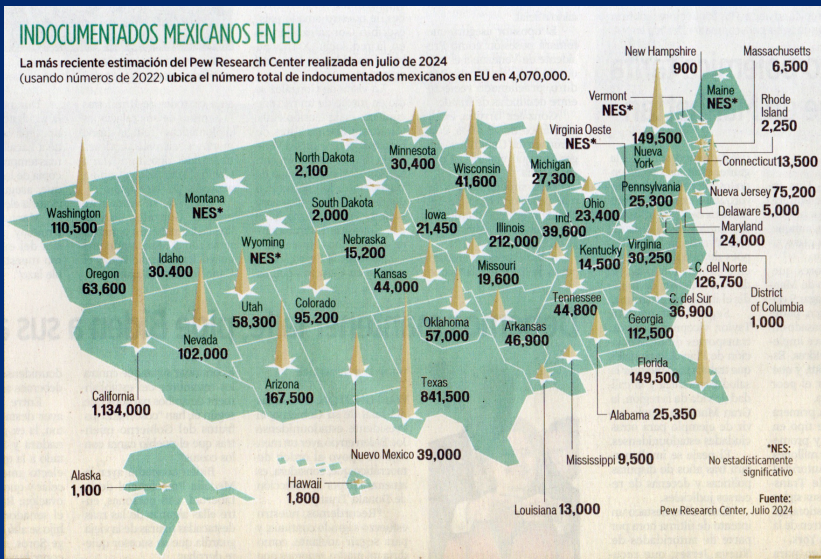 INDOCUMENTADOS MEXICANOS EN EU
La más reciente estimación del Pew Research Center realizada en julio de 2024
(usando números de 2022) ubica el número total de indocumentados mexicanos en EU en 4,070,000.
New Hampshire
900
Massachusetts
6,500
Vermont
NES*
Maine
NES*
Rhode
Island
2,250
Virginia Oeste
NES*
149,500
Nueva
York
Connecticut 13,500
North Dakota
2,100
Minnesota
30,400
Wisconsin
41,600
Michigan
27,300
Pennsylvania
25,300
Nueva Jersey 75,200
Delaware 5,000
Maryland
24,000
Washington
110,500
Montana
NES*
South Dakota
2,000
Iowa
21,450
Illinois
212,000
Ind.
39,600
Ohio
23,400
Oregon
63,600
Idaho
30.400
Wyoming
NES*
Nebraska
15,200
Kentucky
14,500
Virginia
30,250
C. del Norte
126,750
District
of Columbia
1,000
Nevada
102,000
Utah
58,300
Colorado
95,200
Kansas
44,000
Missouri
19,600
Tennessee
44,800
C. del Sur
36,900
Oklahoma
57,000
Arkansas
46,900
Georgia
112,500
California
1,134,000
Arizona
167,500
Texas
841,500
Florida
149,500
Alabama 25,350
Nuevo Mexico 39,000
Mississippi 9,500
Louisiana 13,000
Alaska
1,100
Hawaii
1,800
*NES:
No estadísticamente
significativo
Fuente:
Pew Research Center, Julio 2024